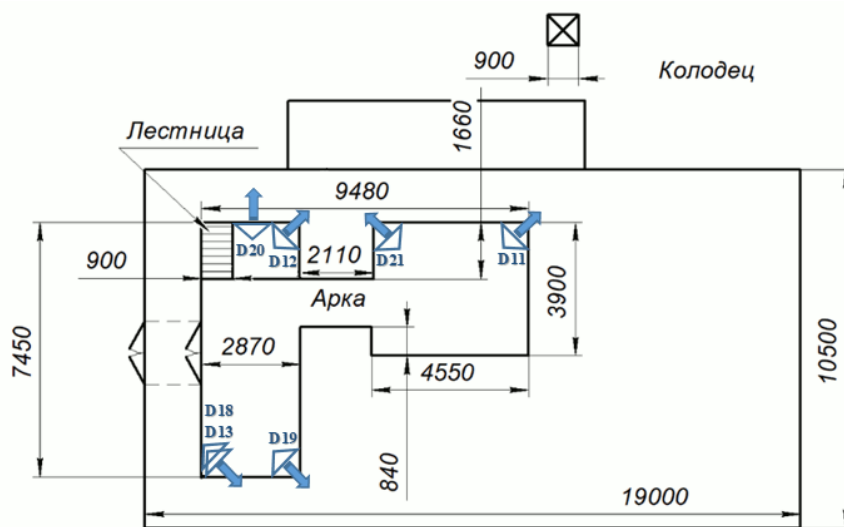 900
Колодец
1660
Лестница
9480
D20
D12
D21
D11
2110
900
Арка
3900
7450
2870
4550
10500
D18
D13
D19
840
19000